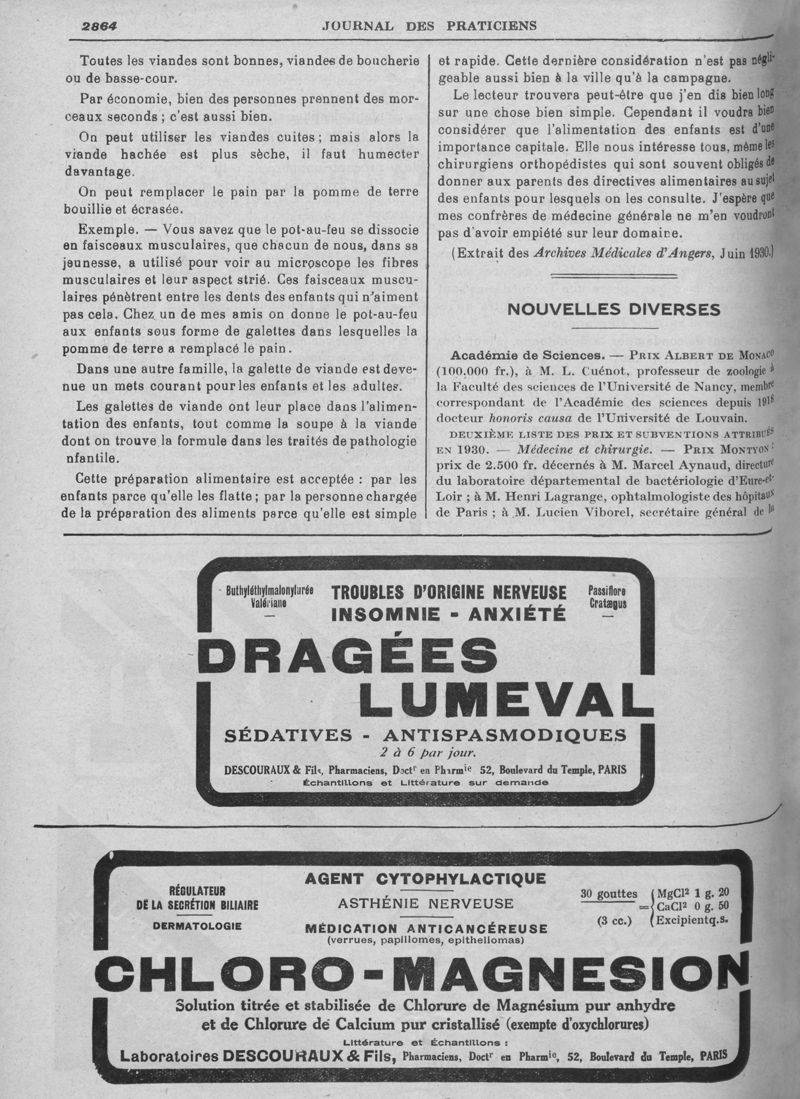 2864
JOURNAL DES PRATICIENS
Toutes les viandes sont bonnes, viandes de boucherie
ou de basse-cour.
Par économie, bien des personnes prennent des mor-
ceaux seconds ; c'est aussi bien.
On peut utiliser les viandes cuites ; mais alors la
viande hachée est plus sèche, il faut humecter
davantage.
On peut remplacer le pain par la pomme de terre
bouillie et écrasée.
Exemple. — Vous savez que le pot-au-feu se dissocie
en faisceaux musculaires, que chacun de nous, dans sa
jeunesse, a utilisé pour voir au microscope les fibres
musculaires et leur aspect strié. Ces faisceaux muscu-
laires pénètrent entre les dents des enfants qui n'aiment
pas cela. Chez un de mes amis on donne le pot-au-feu
aux enfants sous forme de galettes dans lesquelles la
pomme de terre a remplacé le pain.
Dans une autre famille, la galette de viande est deve-
nue un mets courant pour les enfants et les adultes.
Les galettes de viande ont leur place dans l'alimen-
tation des enfants, tout comme la soupe à la viande
dont on trouve la formule dans les traités de pathologie
nfantile.
Cette préparation alimentaire est acceptée : par les
enfants parce qu'elle les flatte ; par la personne chargée
de la préparation des aliments parce qu'elle est simple
et rapide. Cette dernière considération n'est pas négli-
geable aussi bien à la ville qu'à la campagne.
Le lecteur trouvera peut-être que j'en dis bien long
sur une chose bien simple. Cependant il voudra bien
considérer que l'alimentation des enfants est d'une
importance capitale. Elle nous intéresse tous, même les
chirurgiens orthopédistes qui sont souvent obligés de
donner aux parents des directives alimentaires au sujet
des enfants pour lesquels on les consulte. J'espère que
mes confrères de médecine générale ne m'en voudront
pas d'avoir empiété sur leur domaine.
(Extrait des Archives Médicales d'Angers, Juin 1930.)
NOUVELLES DIVERSES
Académie de Sciences. — PRIX ALBERT DE MONACO
(100.000 fr.), à M. L. Cuénot, professeur de zoologie à
la Faculté des sciences de l'Université de Nancy, membre
correspondant de l'Académie des sciences depuis 1918
docteur honoris causa de l'Université de Louvain.
DEUXIÈME LISTE DES PRIX ET SUBVENTIONS ATTRIBUÉS
EN 1930. — Médecine et chirurgie. — PRIX MONTYON :
prix de 2.500 fr. décernés à M. Marcel Aynaud, directeur
du laboratoire départemental de bactériologie d'Eure-et-
Loir ; à M. Henri Lagrange, ophtalmologiste des hôpitaux
de Paris ; à M. Lucien Viborel, secrétaire général de la
Buthyléthylmalonylurée
Valériane
TROUBLES D'ORIGINE NERVEUSE
INSOMNIE - ANXIÉTÉ
Passiflore
Cratægus
DRAGÉES
LUMEVAL
SÉDATIVES - ANTISPASMODIQUES
2 à 6 par jour.
DESCOURAUX & Fils, Pharmaciens, Doctr en Pharmie 52, Boulevard du Temple, PARIS
Échantillons et Littérature sur demande
RÉGULATEUR
DE LA SECRÉTION BILIAIRE
DERMATOLOGIE
AGENT CYTOPHYLACTIQUE
ASTHÉNIE NERVEUSE
MÉDICATION ANTICANCÉREUSE
(verrues, papillomes, epitheliomas)
30 gouttes
(3 cc.)
= { MgCl² 1 g. 20
CaCl² 0 g. 50
Excipient q.s.
CHLORO-MAGNESION
Solution titrée et stabilisée de Chlorure de Magnésium pur anhydre
et de Chlorure de Calcium pur cristallisé (exempte d'oxychlorures)
Littérature et Échantillons :
Laboratoires DESCOURAUX & Fils, Pharmaciens, Doctr en Pharmie, 52, Boulevard du Temple, PARIS